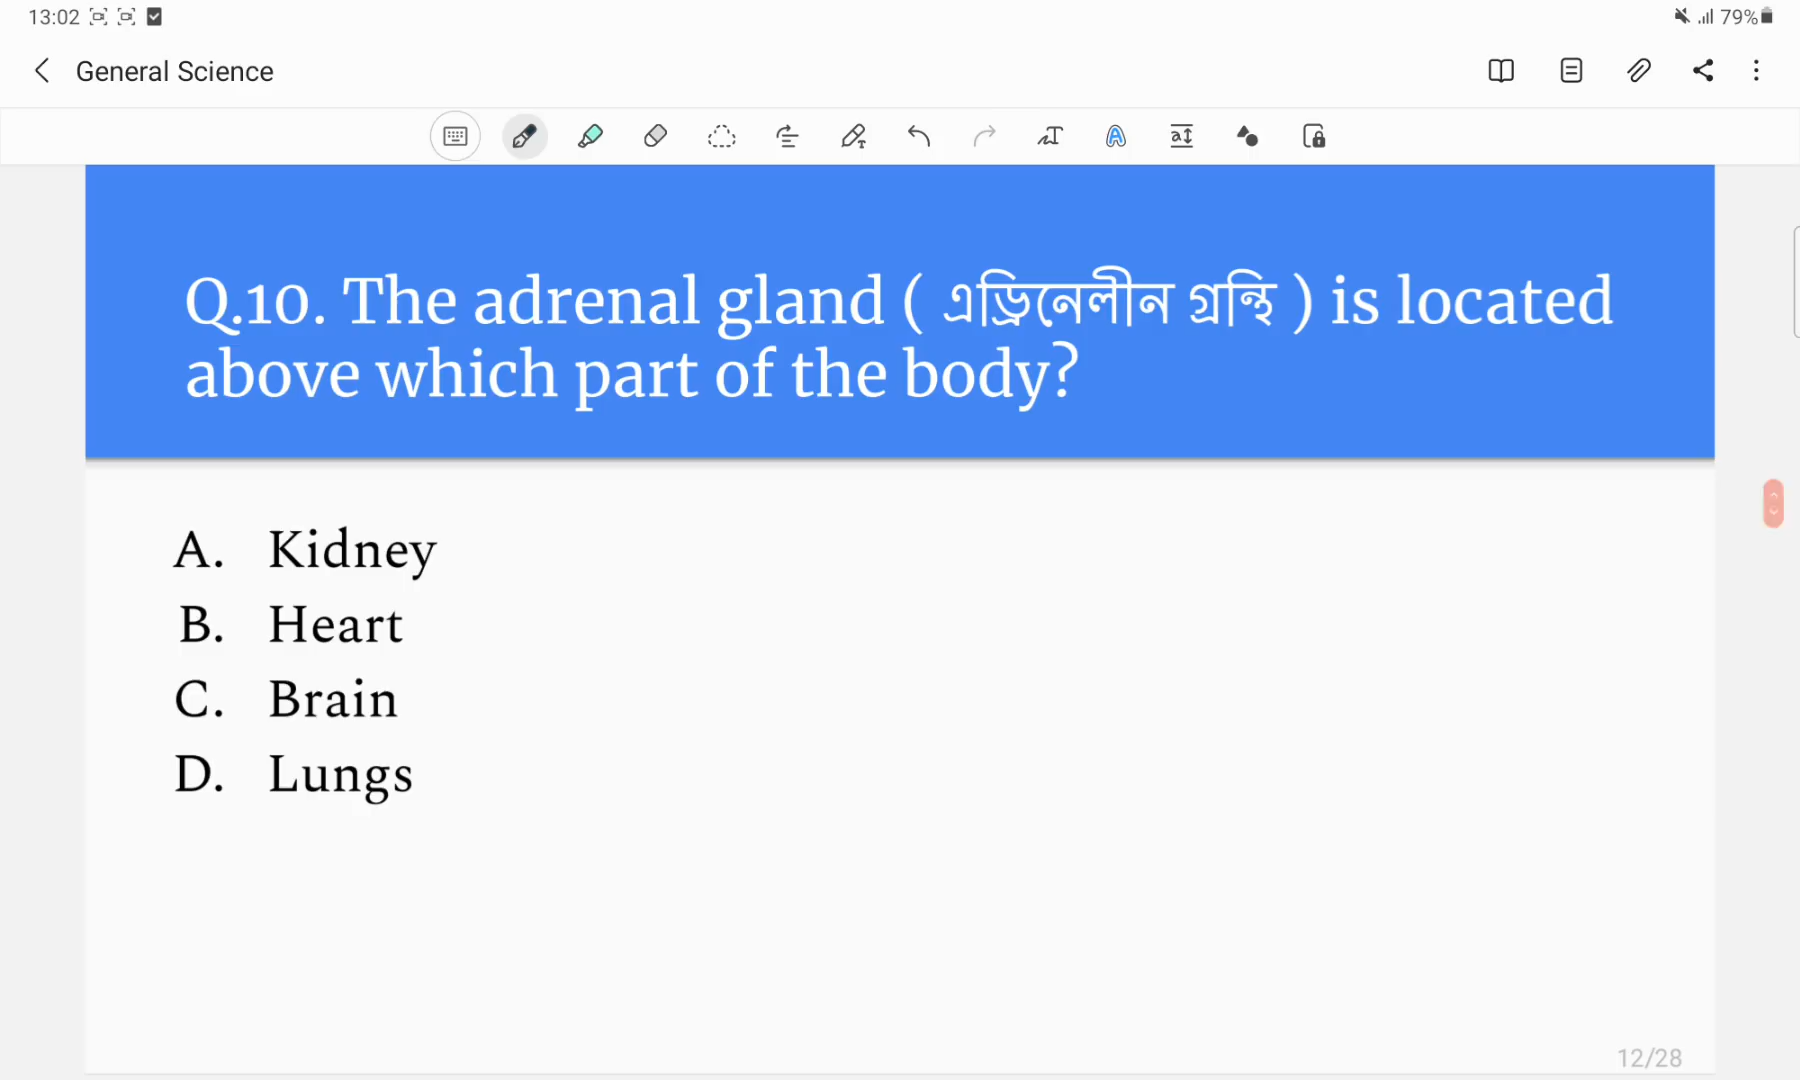 13:02 79%
General Science
Q.10. The adrenal gland ( এড্রিনেলীন গ্রন্থি ) is located
above which part of the body?
A. Kidney
B. Heart
C. Brain
D. Lungs
12/28